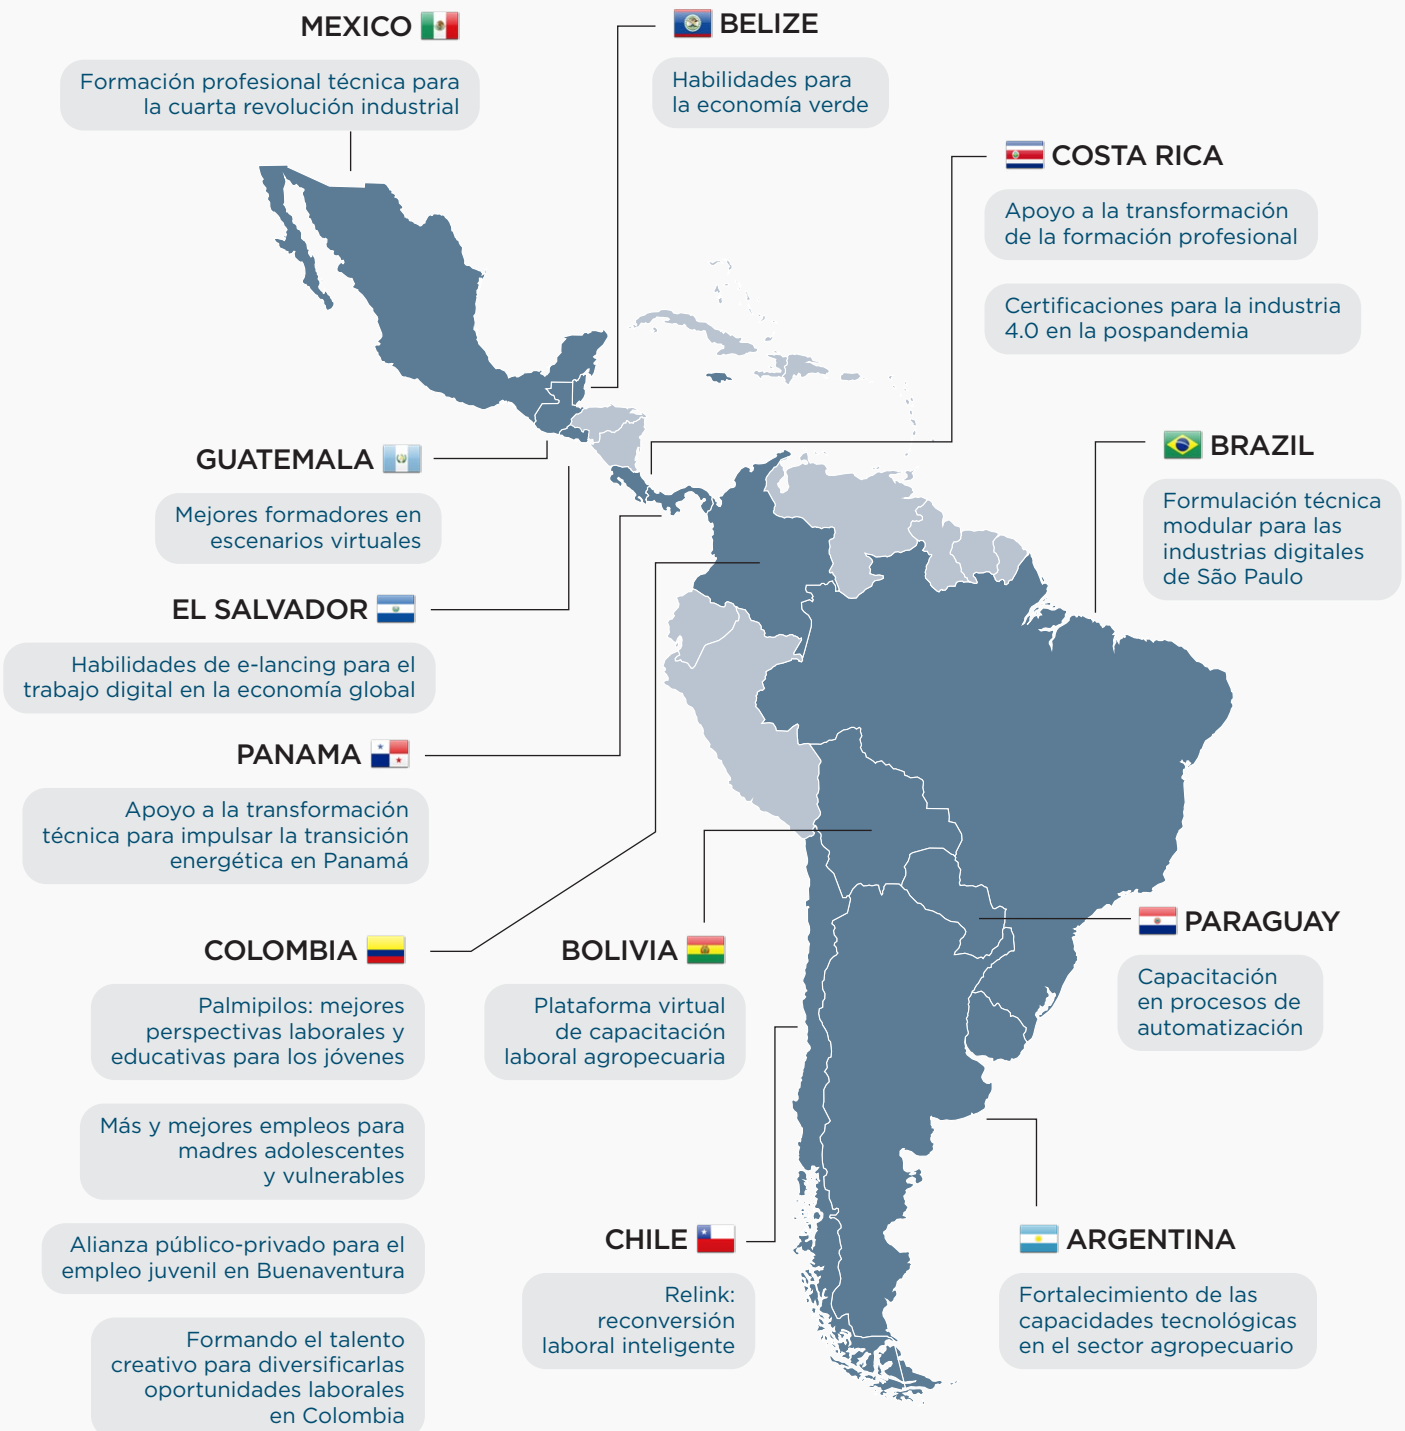 MEXICO
Formación profesional técnica para
la cuarta revolución industrial
BELIZE
Habilidades para
la economía verde
COSTA RICA
Apoyo a la transformación
de la formación profesional
Certificaciones para la industria
4.0 en la pospandemia
GUATEMALA
Mejores formadores en
escenarios virtuales
BRAZIL
Formulación técnica
modular para las
industrias digitales
de São Paulo
EL SALVADOR
Habilidades de e-lancing para el
trabajo digital en la economía global
PANAMA
Apoyo a la transformación
técnica para impulsar la transición
energética en Panamá
COLOMBIA
Palmipilos: mejores
perspectivas laborales y
educativas para los jóvenes
Más y mejores empleos para
madres adolescentes
y vulnerables
Alianza público-privado para el
empleo juvenil en Buenaventura
Formando el talento
creativo para diversificarlas
oportunidades laborales
en Colombia
BOLIVIA
Plataforma virtual
de capacitación
laboral agropecuaria
PARAGUAY
Capacitación
en procesos de
automatización
CHILE
Relink:
reconversión
laboral inteligente
ARGENTINA
Fortalecimiento de las
capacidades tecnológicas
en el sector agropecuario